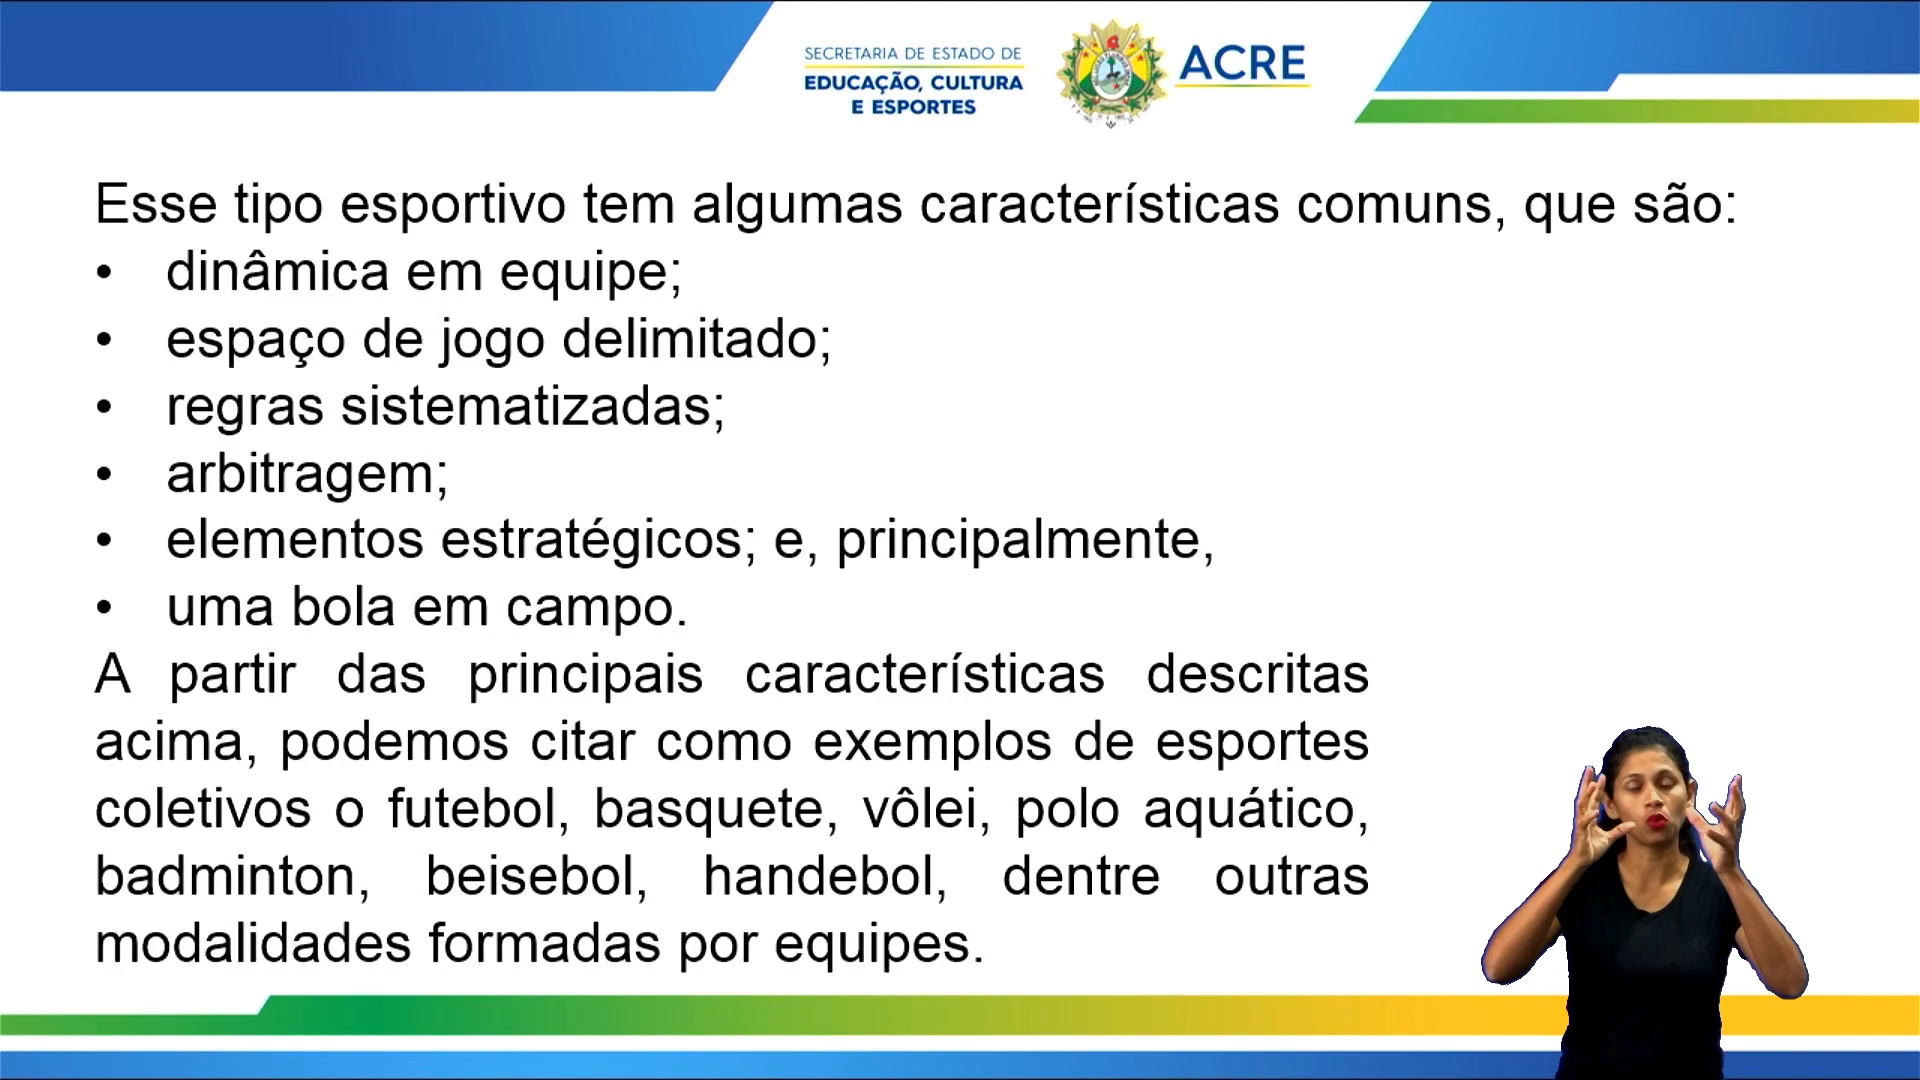 SECRETARIA DE ESTADO DE
EDUCAÇÃO, CULTURA
E ESPORTES
ACRE
Esse tipo esportivo tem algumas características comuns, que são:
• dinâmica em equipe;
• espaço de jogo delimitado;
• regras sistematizadas;
• arbitragem;
• elementos estratégicos; e, principalmente,
• uma bola em campo.
A partir das principais características descritas
acima, podemos citar como exemplos de esportes
coletivos o futebol, basquete, vôlei, polo aquático,
badminton, beisebol, handebol, dentre outras
modalidades formadas por equipes.